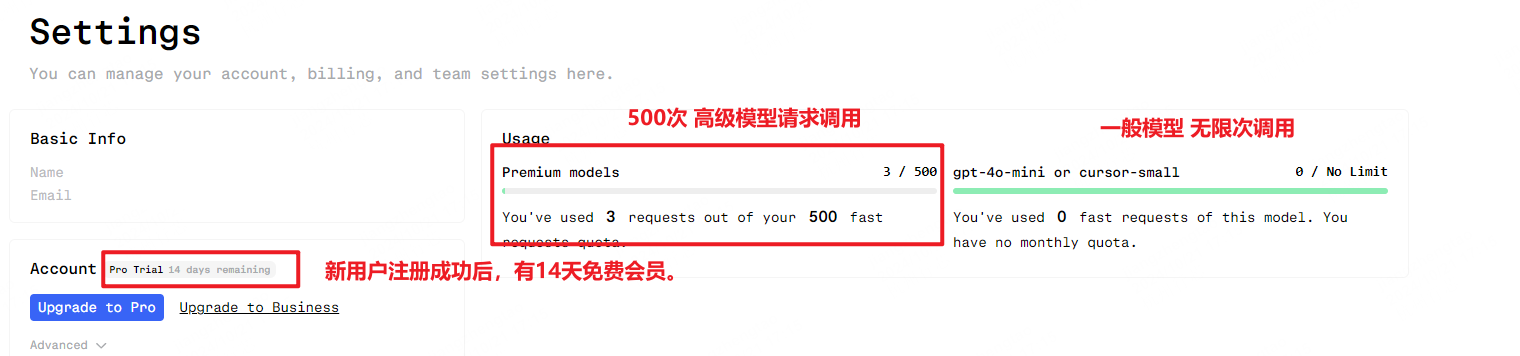 Settings
You can manage your account, billing, and team settings here.
Basic Info
Name
Email
Account Pro Trial 14 days remaining
新用户注册成功后，有14天免费会员。
Upgrade to Pro Upgrade to Business
Advanced
500次 高级模型请求调用
一般模型 无限次调用
Usage
Premium models 3 / 500
You've used 3 requests out of your 500 fast
requests quota.
gpt-4o-mini or cursor-small 0 / No Limit
You've used 0 fast requests of this model. You
have no monthly quota.